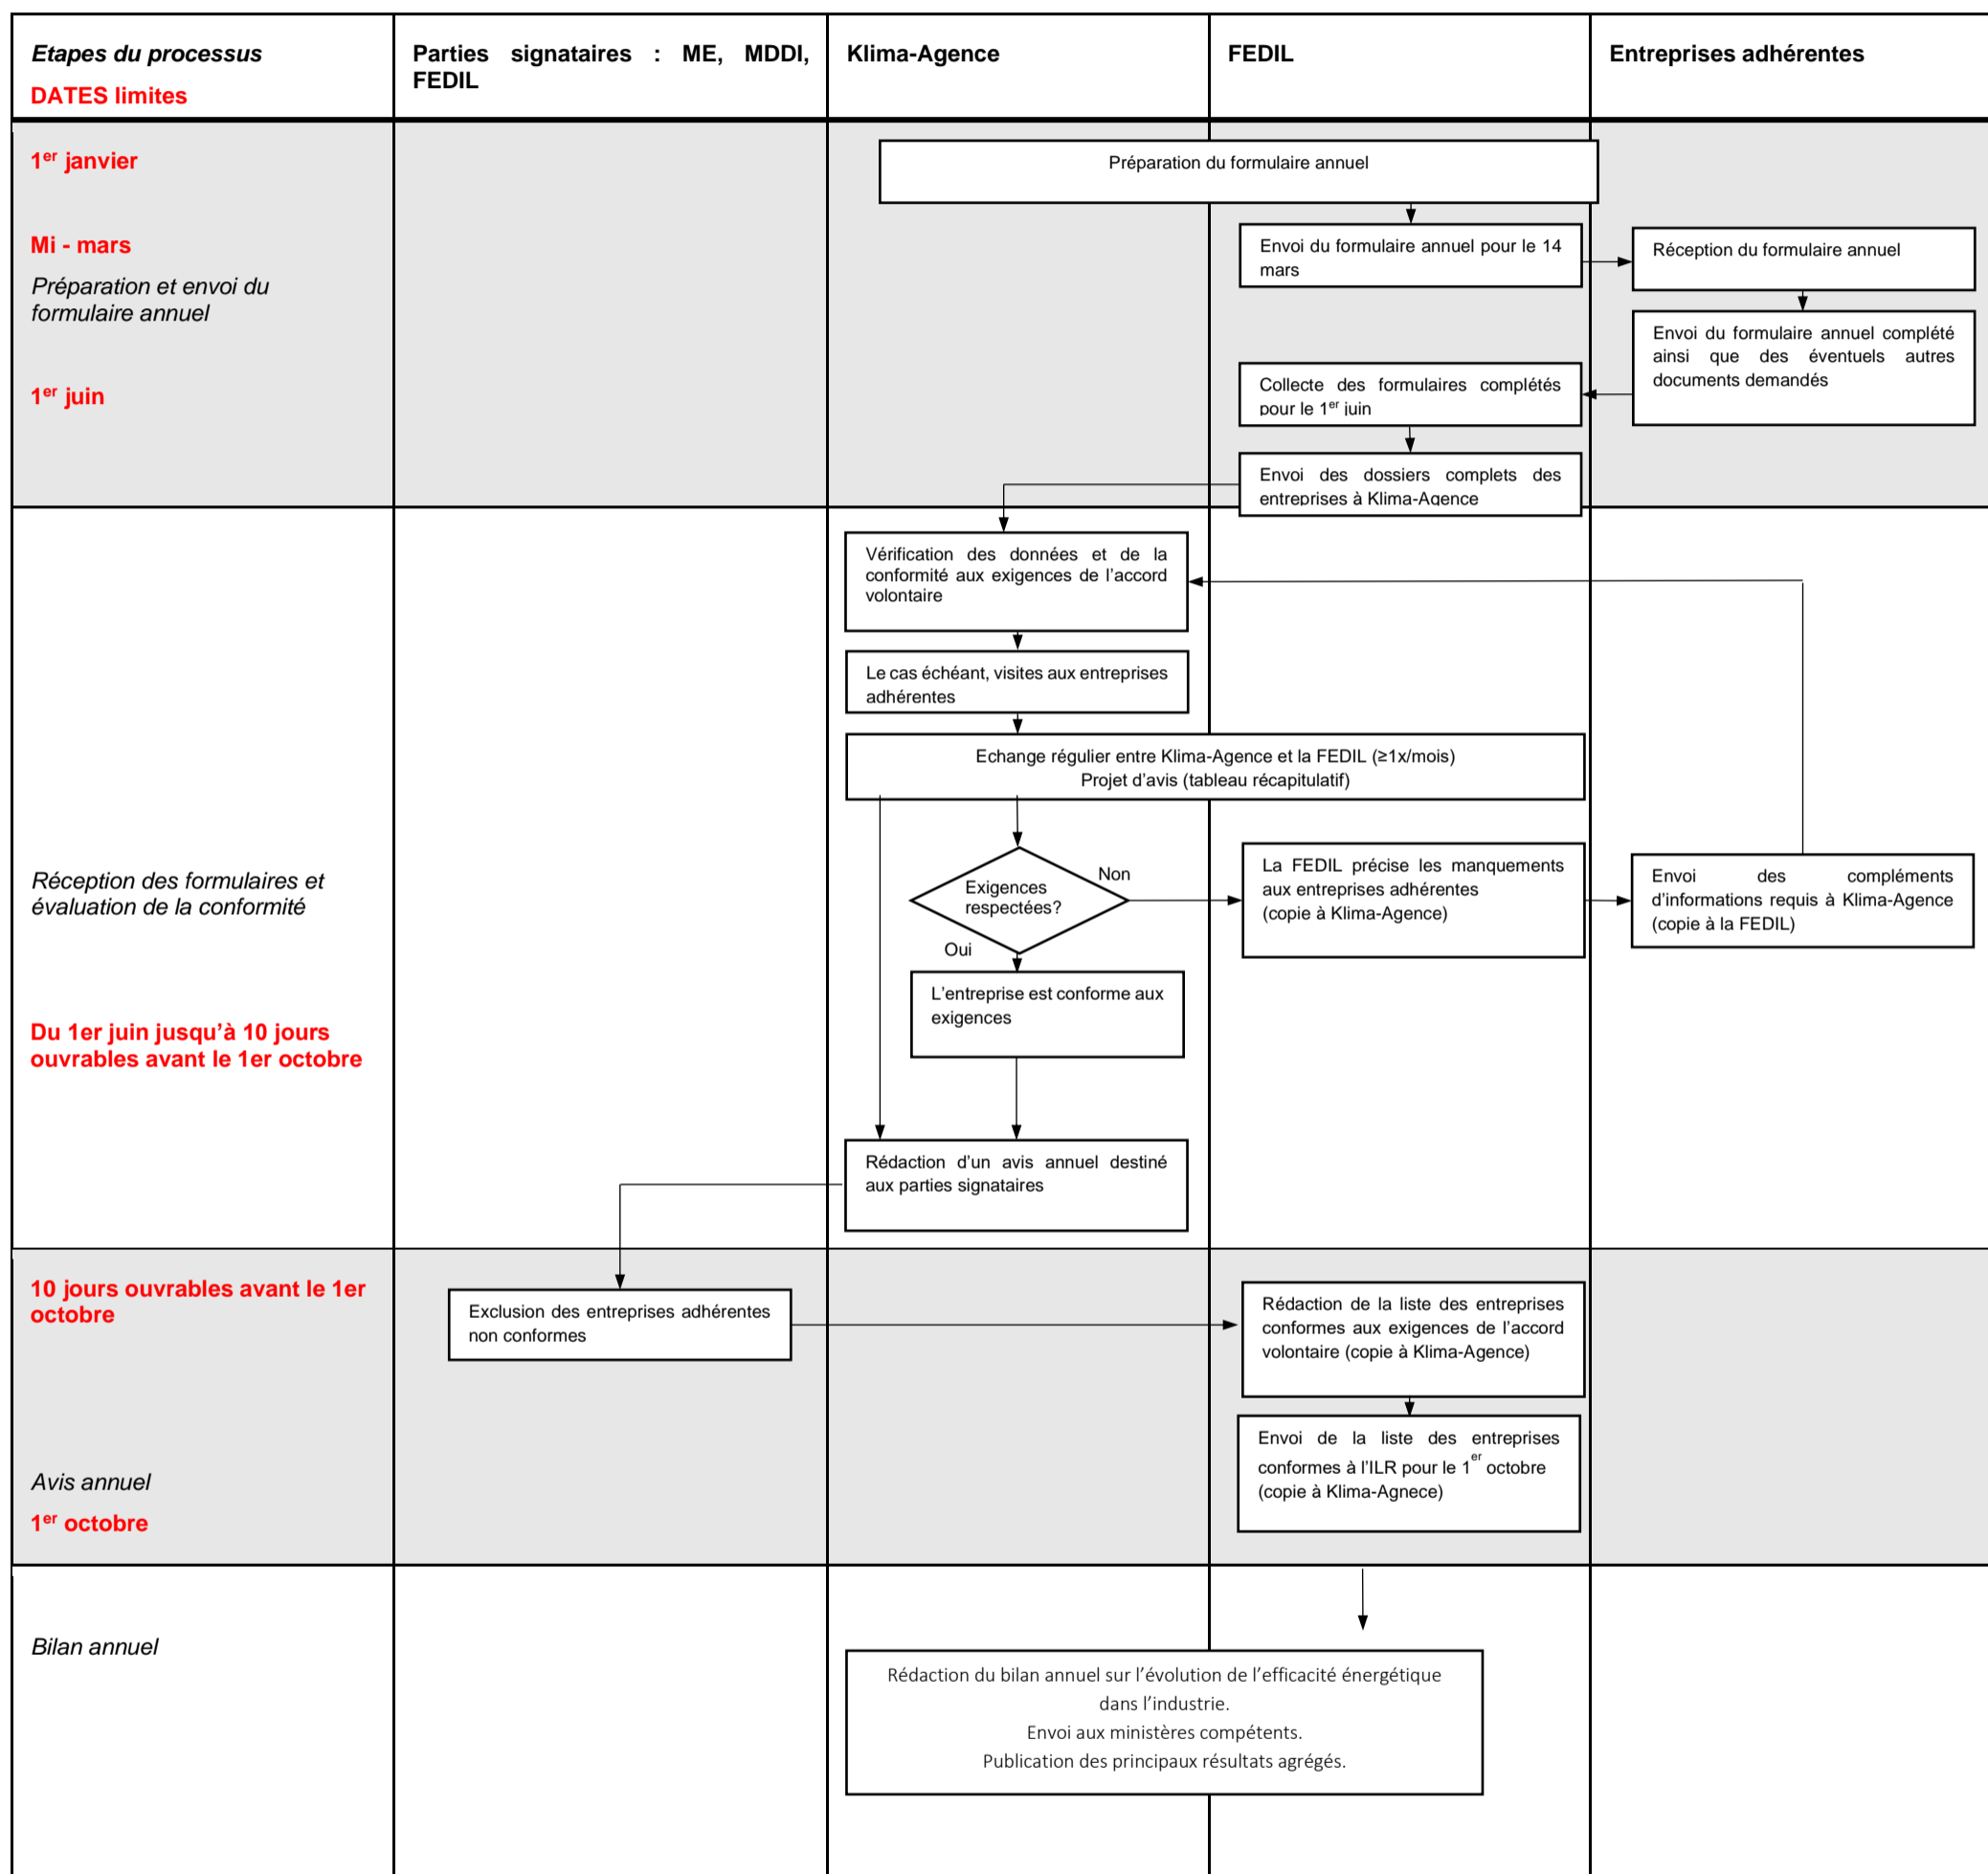 Etapes du processus
DATES limites
Parties signataires : ME, MDDI,
FEDIL
Klima-Agence
FEDIL
Entreprises adhérentes
1er janvier
Préparation du formulaire annuel
Mi - mars
Préparation et envoi du
formulaire annuel
Envoi du formulaire annuel pour le 14
mars
Réception du formulaire annuel
Envoi du formulaire annuel complété
ainsi que des éventuels autres
documents demandés
1er juin
Collecte des formulaires complétés
pour le 1er juin
Envoi des dossiers complets des
entreprises à Klima-Agence
Vérification des données et de la
conformité aux exigences de l’accord
volontaire
Le cas échéant, visites aux entreprises
adhérentes
Echange régulier entre Klima-Agence et la FEDIL (≥1x/mois)
Projet d’avis (tableau récapitulatif)
Réception des formulaires et
évaluation de la conformité
Exigences
respectées?
Non
Oui
La FEDIL précise les manquements
aux entreprises adhérentes
(copie à Klima-Agence)
Envoi des compléments
d’informations requis à Klima-Agence
(copie à la FEDIL)
L’entreprise est conforme aux
exigences
Du 1er juin jusqu’à 10 jours
ouvrables avant le 1er octobre
Rédaction d’un avis annuel destiné
aux parties signataires
10 jours ouvrables avant le 1er
octobre
Exclusion des entreprises adhérentes
non conformes
Rédaction de la liste des entreprises
conformes aux exigences de l’accord
volontaire (copie à Klima-Agence)
Envoi de la liste des entreprises
conformes à l’ILR pour le 1er octobre
(copie à Klima-Agnece)
Avis annuel
1er octobre
Bilan annuel
Rédaction du bilan annuel sur l’évolution de l’efficacité énergétique
dans l’industrie.
Envoi aux ministères compétents.
Publication des principaux résultats agrégés.